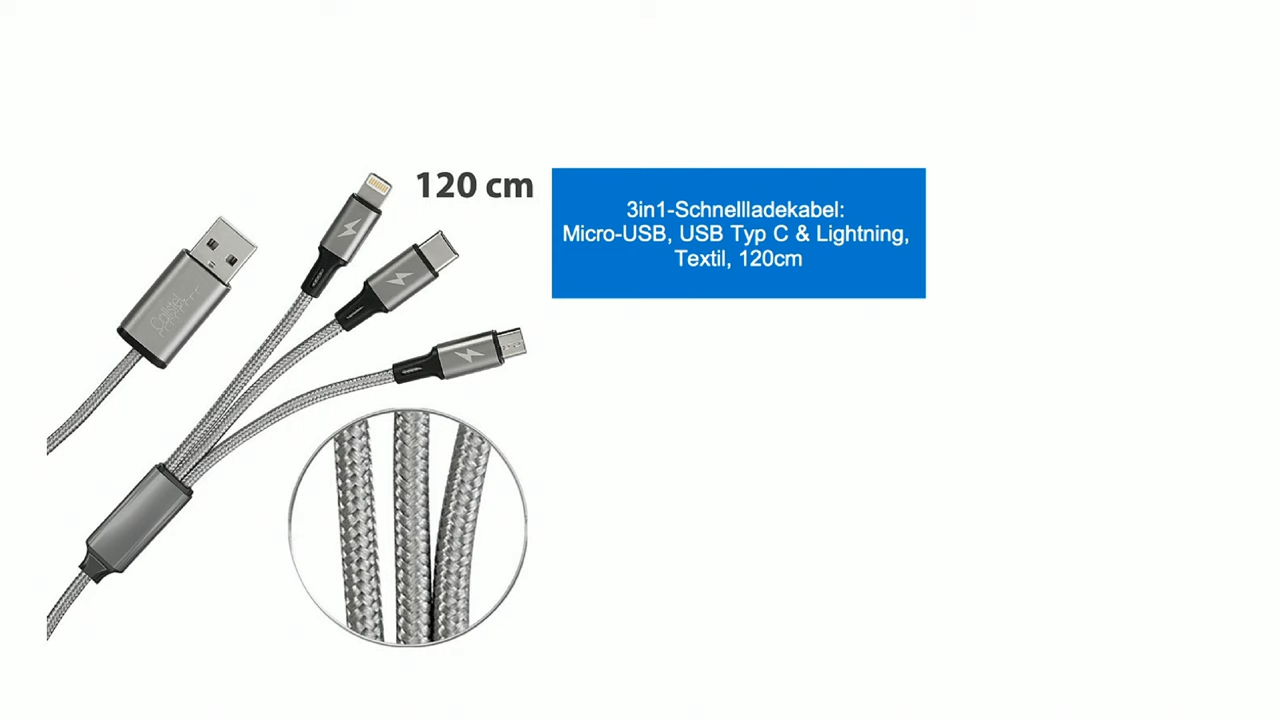 120 cm
3in1-Schnellladekabel:
Micro-USB, USB Typ C & Lightning,
Textil, 120cm